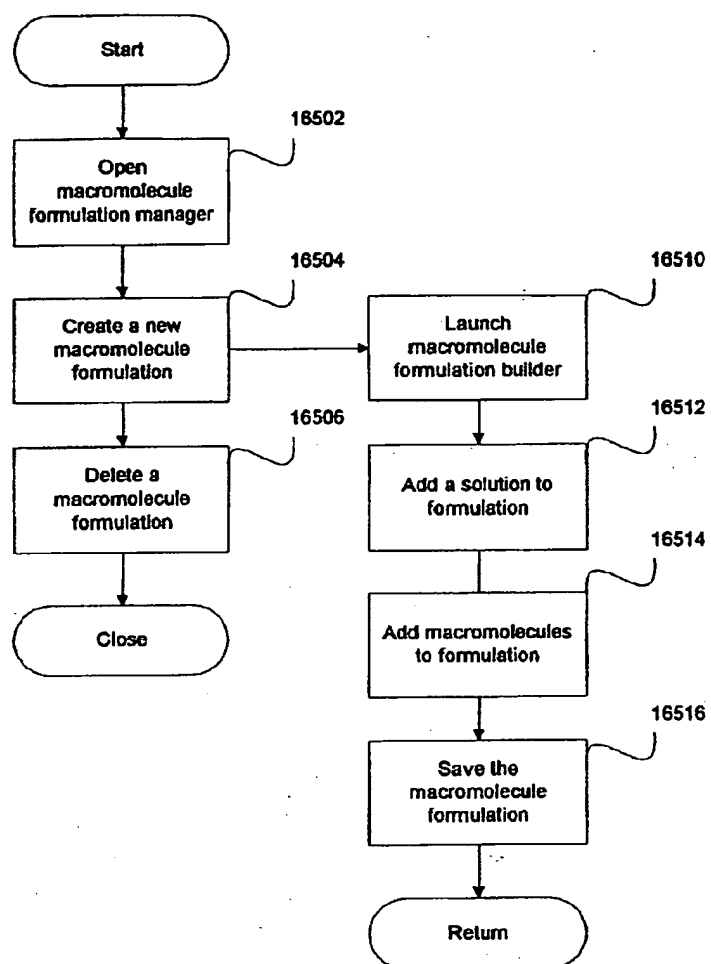 Start
16502
Open
macromolecule
formulation manager
16504
Create a new
macromolecule
formulation
16506
Delete a
macromolecule
formulation
Close
16510
Launch
macromolecule
formulation builder
16512
Add a solution to
formulation
16514
Add macromolecules
to formulation
16516
Save the
macromolecule
formulation
Return